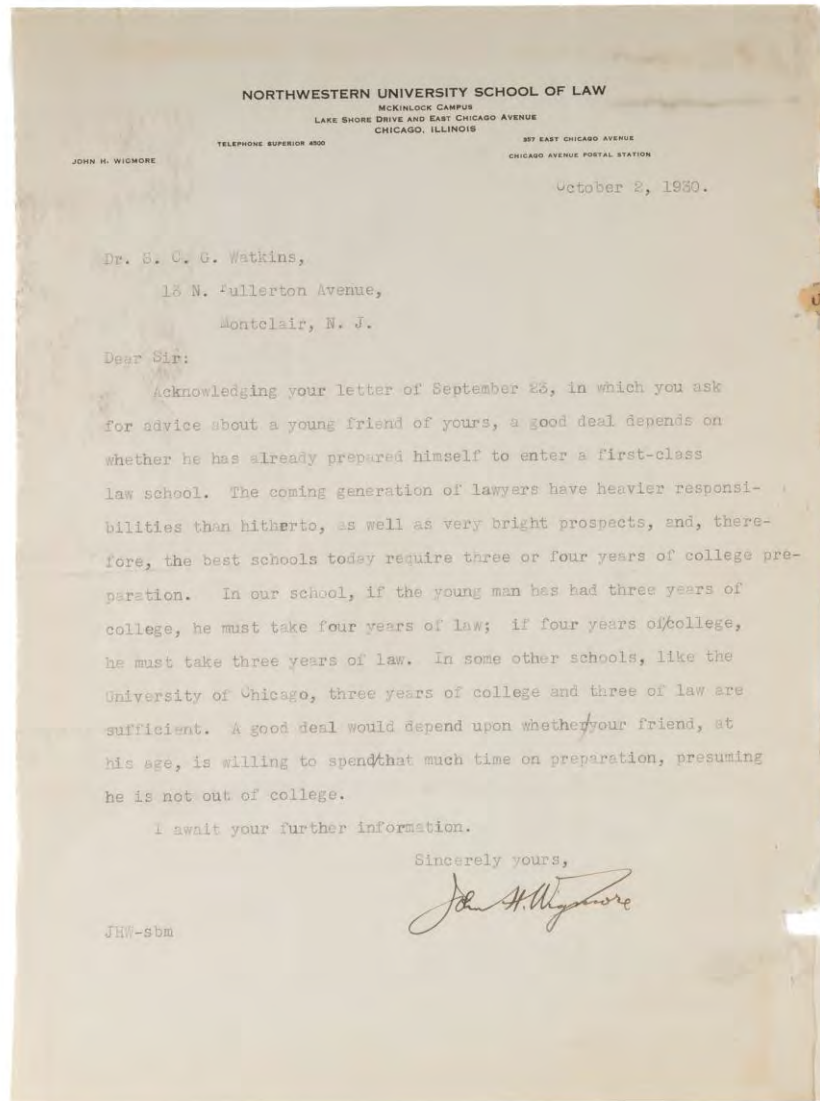 NORTHWESTERN UNIVERSITY SCHOOL OF LAW
McKINLOCK CAMPUS
LAKE SHORE DRIVE AND EAST CHICAGO AVENUE
CHICAGO, ILLINOIS
TELEPHONE SUPERIOR 4500
357 EAST CHICAGO AVENUE
CHICAGO AVENUE POSTAL STATION
JOHN H. WIGMORE
October 2, 1930.
Dr. S. C. G. Watkins,
13 N. Fullerton Avenue,
Montclair, N. J.
Dear Sir:
Acknowledging your letter of September 23, in which you ask
for advice about a young friend of yours, a good deal depends on
whether he has already prepared himself to enter a first-class
law school. The coming generation of lawyers have heavier responsi-
bilities than hitherto, as well as very bright prospects, and, there-
fore, the best schools today require three or four years of college pre-
paration. In our school, if the young man has had three years of
college, he must take four years of law; if four years of/college,
he must take three years of law. In some other schools, like the
University of Chicago, three years of college and three of law are
sufficient. A good deal would depend upon whether/your friend, at
his age, is willing to spend/that much time on preparation, presuming
he is not out of college.
I await your further information.
Sincerely yours,
John H. Wigmore
JHW-sbm